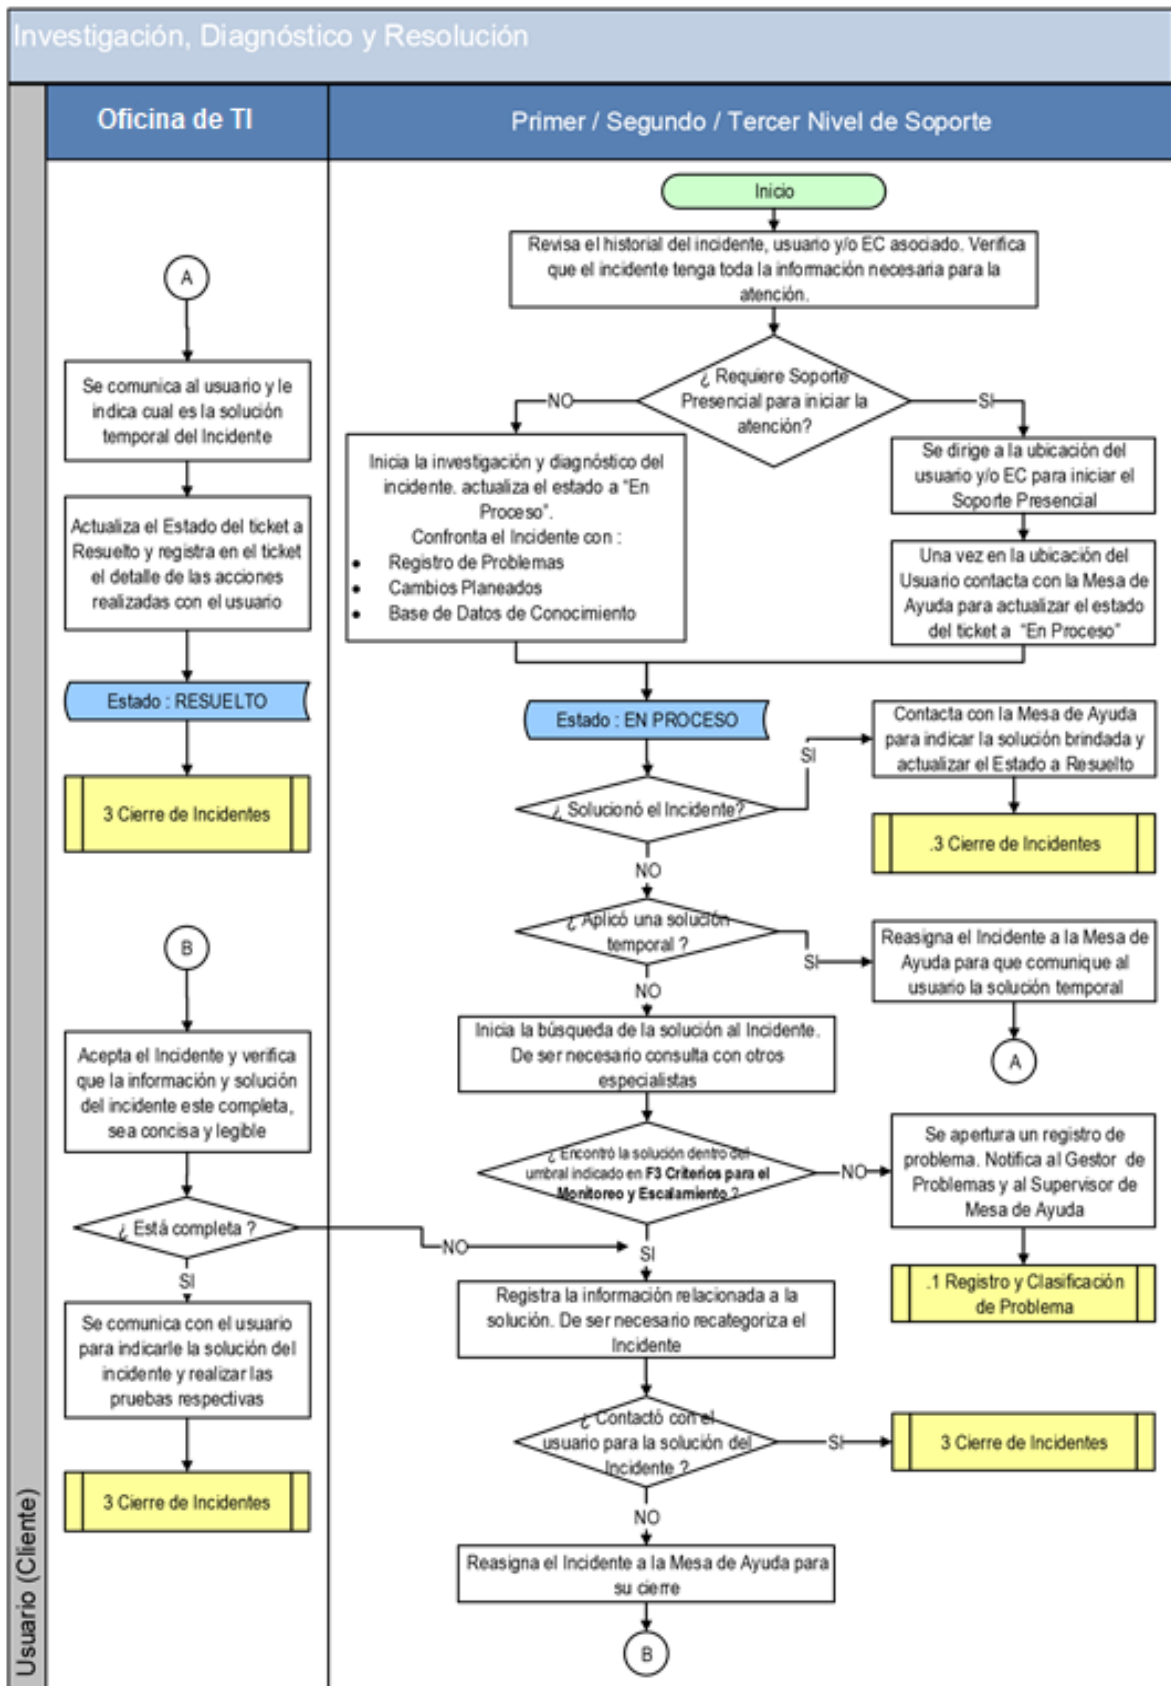 Investigación, Diagnóstico y Resolución
Usuario (Cliente)
Oficina de TI
A
Se comunica al usuario y le
indica cual es la solución
temporal del Incidente
Actualiza el Estado del ticket a
Resuelto y registra en el ticket
el detalle de las acciones
realizadas con el usuario
Estado : RESUELTO
3 Cierre de Incidentes
B
Acepta el Incidente y verifica
que la información y solución
del incidente este completa,
sea concisa y legible
¿ Está completa ?
NO
SI
Se comunica con el usuario
para indicarle la solución del
incidente y realizar las
pruebas respectivas
3 Cierre de Incidentes
Primer / Segundo / Tercer Nivel de Soporte
Inicio
Revisa el historial del incidente, usuario y/o EC asociado. Verifica
que el incidente tenga toda la información necesaria para la
atención.
¿ Requiere Soporte
Presencial para iniciar la
atención?
NO
SI
Inicia la investigación y diagnóstico del
incidente. actualiza el estado a “En
Proceso”.
Confronta el Incidente con :
• Registro de Problemas
• Cambios Planeados
• Base de Datos de Conocimiento
Se dirige a la ubicación del
usuario y/o EC para iniciar el
Soporte Presencial
Una vez en la ubicación del
Usuario contacta con la Mesa de
Ayuda para actualizar el estado
del ticket a “En Proceso”
Estado : EN PROCESO
¿ Solucionó el Incidente?
SI
Contacta con la Mesa de Ayuda
para indicar la solución brindada y
actualizar el Estado a Resuelto
.3 Cierre de Incidentes
NO
¿ Aplicó una solución
temporal ?
SI
Reasigna el Incidente a la Mesa de
Ayuda para que comunique al
usuario la solución temporal
A
NO
Inicia la búsqueda de la solución al Incidente.
De ser necesario consulta con otros
especialistas
¿ Encontró la solución dentro del
umbral indicado en F3 Criterios para el
Monitoreo y Escalamiento ?
NO
Se apertura un registro de
problema. Notifica al Gestor de
Problemas y al Supervisor de
Mesa de Ayuda
.1 Registro y Clasificación
de Problema
SI
Registra la información relacionada a la
solución. De ser necesario recategoriza el
Incidente
¿ Contactó con el
usuario para la solución del
Incidente ?
SI
3 Cierre de Incidentes
NO
Reasigna el Incidente a la Mesa de Ayuda para
su cierre
B